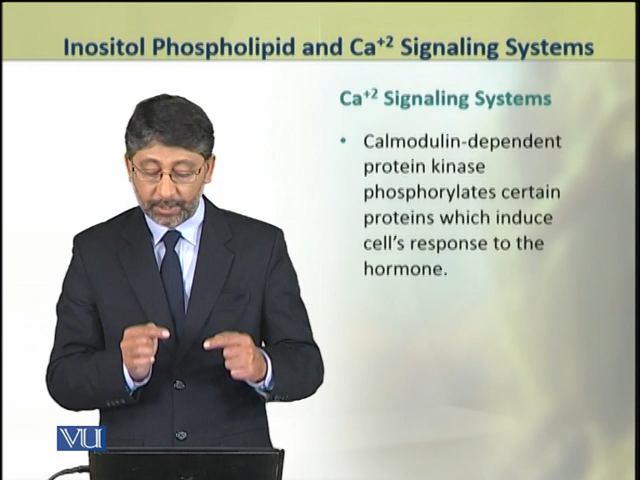 Inositol Phospholipid and Ca+2 Signaling Systems
Ca+2 Signaling Systems
• Calmodulin-dependent
protein kinase
phosphorylates certain
proteins which induce
cell's response to the
hormone.
VU